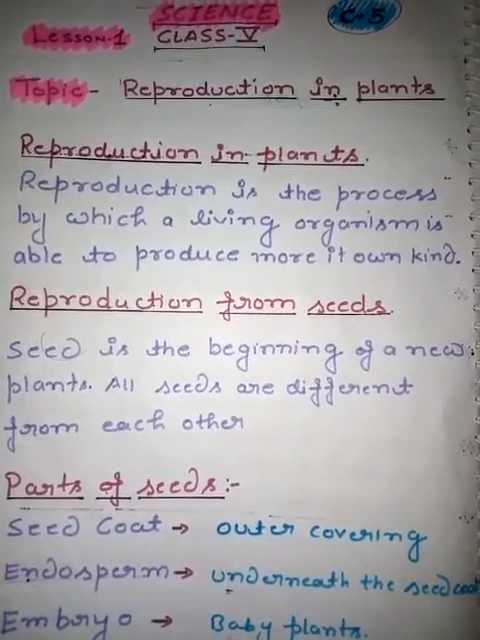 SCIENCE
C-5
Lesson-1 CLASS-V
Topic- Reproduction in plants
Reproduction in plants.
Reproduction is the process
by which a living organism is
able to produce more it own kind.
Reproduction from seeds.
Seed is the beginning of a new
plants. All seeds are different
from each other
Parts of seeds:-
Seed Coat → outer covering
Endosperm → underneath the seedcoat
Embryo → Baby plants.